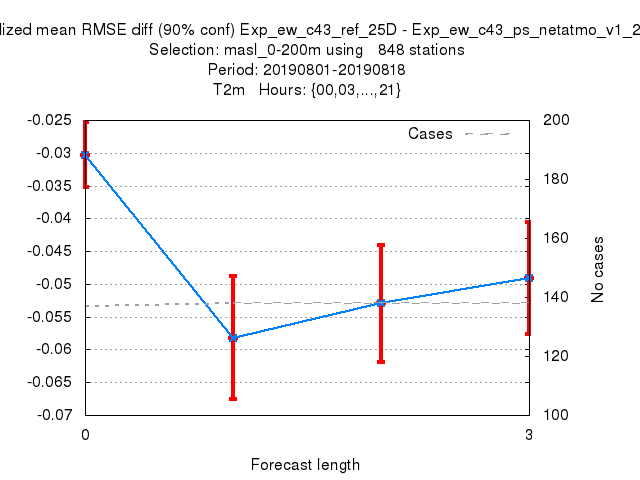 lized mean RMSE diff (90% conf) Exp_ew_c43_ref_25D - Exp_ew_c43_ps_netatmo_v1_2
Selection: masl_0-200m using 848 stations
Period: 20190801-20190818
T2m Hours: {00,03,...,21}
-0.025 200
Cases
-0.03
-0.035 180
-0.04
160
-0.045
-0.05
140
-0.055
-0.06
120
-0.065
-0.07 100
No cases
0 3
Forecast length